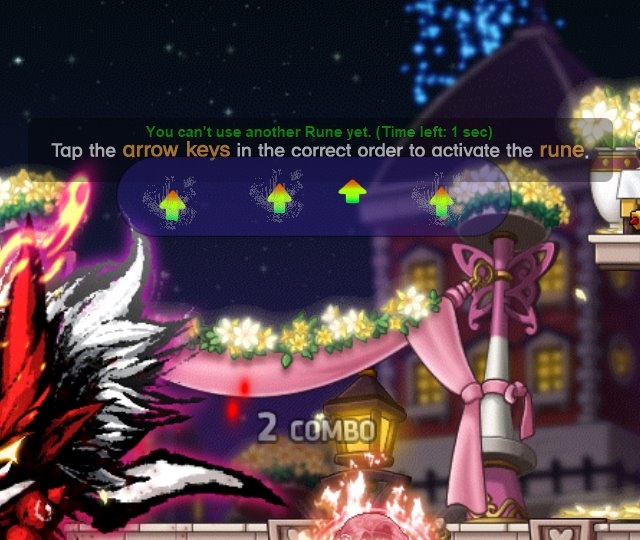 You can't use another Rune yet. (Time left: 1 sec)
Tap the arrow keys in the correct order to activate the rune.
2 COMBO